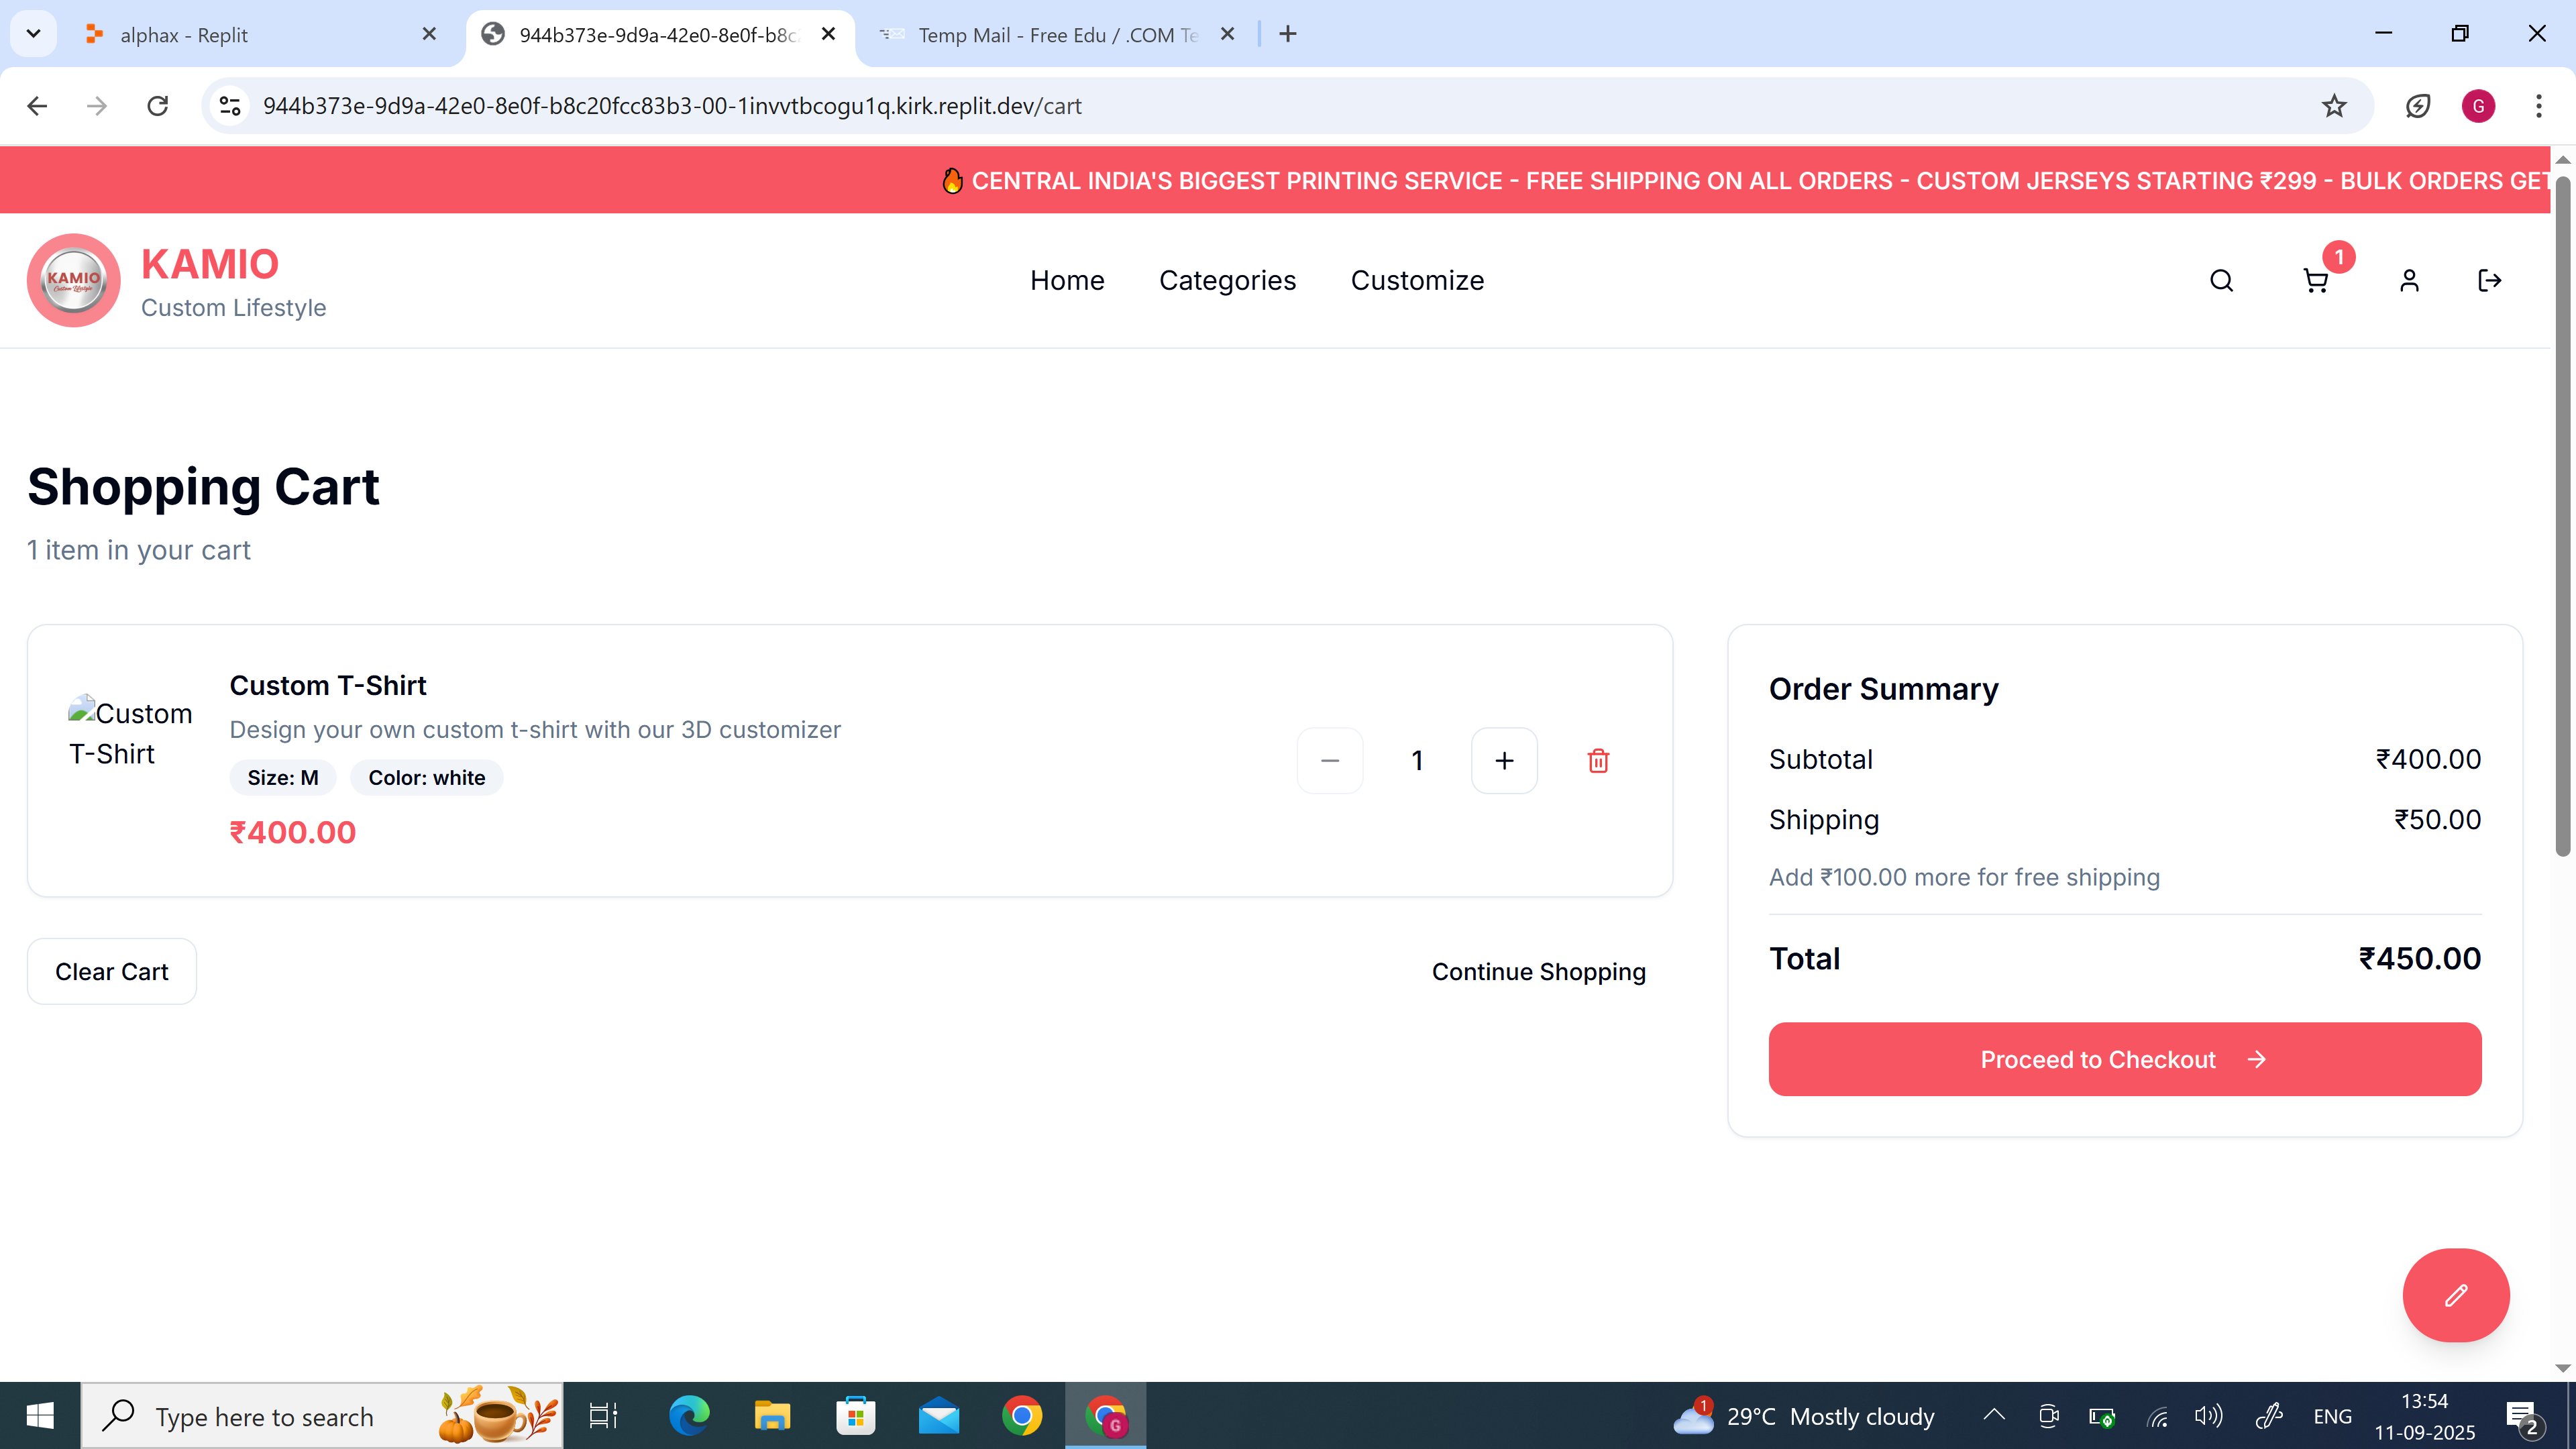 alphax - Replit
944b373e-9d9a-42e0-8e0f-b8c
Temp Mail - Free Edu / .COM Te
944b373e-9d9a-42e0-8e0f-b8c20fcc83b3-00-1invvtbcogu1q.kirk.replit.dev/cart
G
🔥 CENTRAL INDIA'S BIGGEST PRINTING SERVICE - FREE SHIPPING ON ALL ORDERS - CUSTOM JERSEYS STARTING ₹299 - BULK ORDERS GET
KAMIO
Custom Lifestyle
KAMIO
Custom Lifestyle
Home
Categories
Customize
1
Shopping Cart
1 item in your cart
Custom T-Shirt
Custom T-Shirt
Design your own custom t-shirt with our 3D customizer
Size: M
Color: white
₹400.00
1
Clear Cart
Continue Shopping
Order Summary
Subtotal ₹400.00
Shipping ₹50.00
Add ₹100.00 more for free shipping
Total ₹450.00
Proceed to Checkout
Type here to search
G
1
29°C Mostly cloudy
ENG
13:54
11-09-2025
2